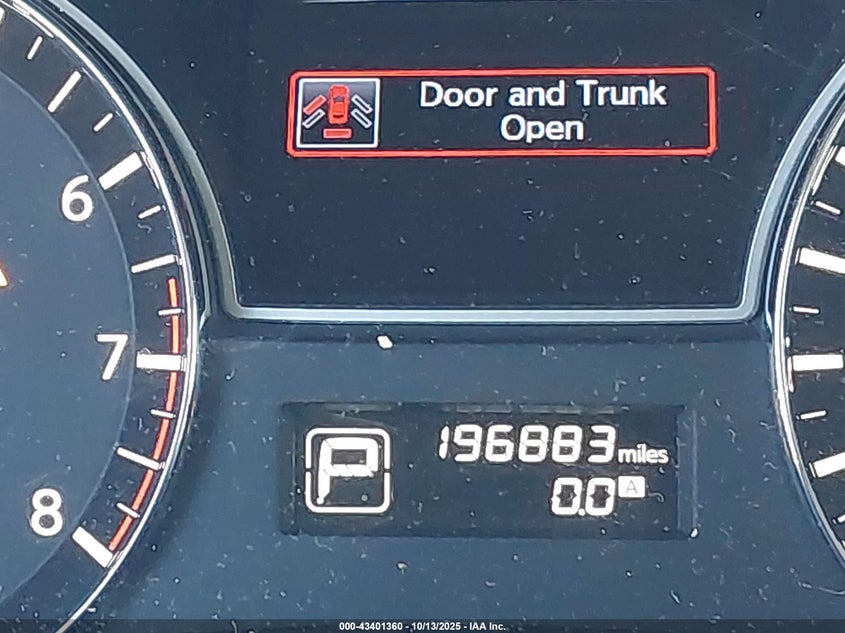 Door and Trunk
Open
6
7
8
P
196883 miles
0.0 A
000-43401360 - 10/13/2025 - IAA Inc.